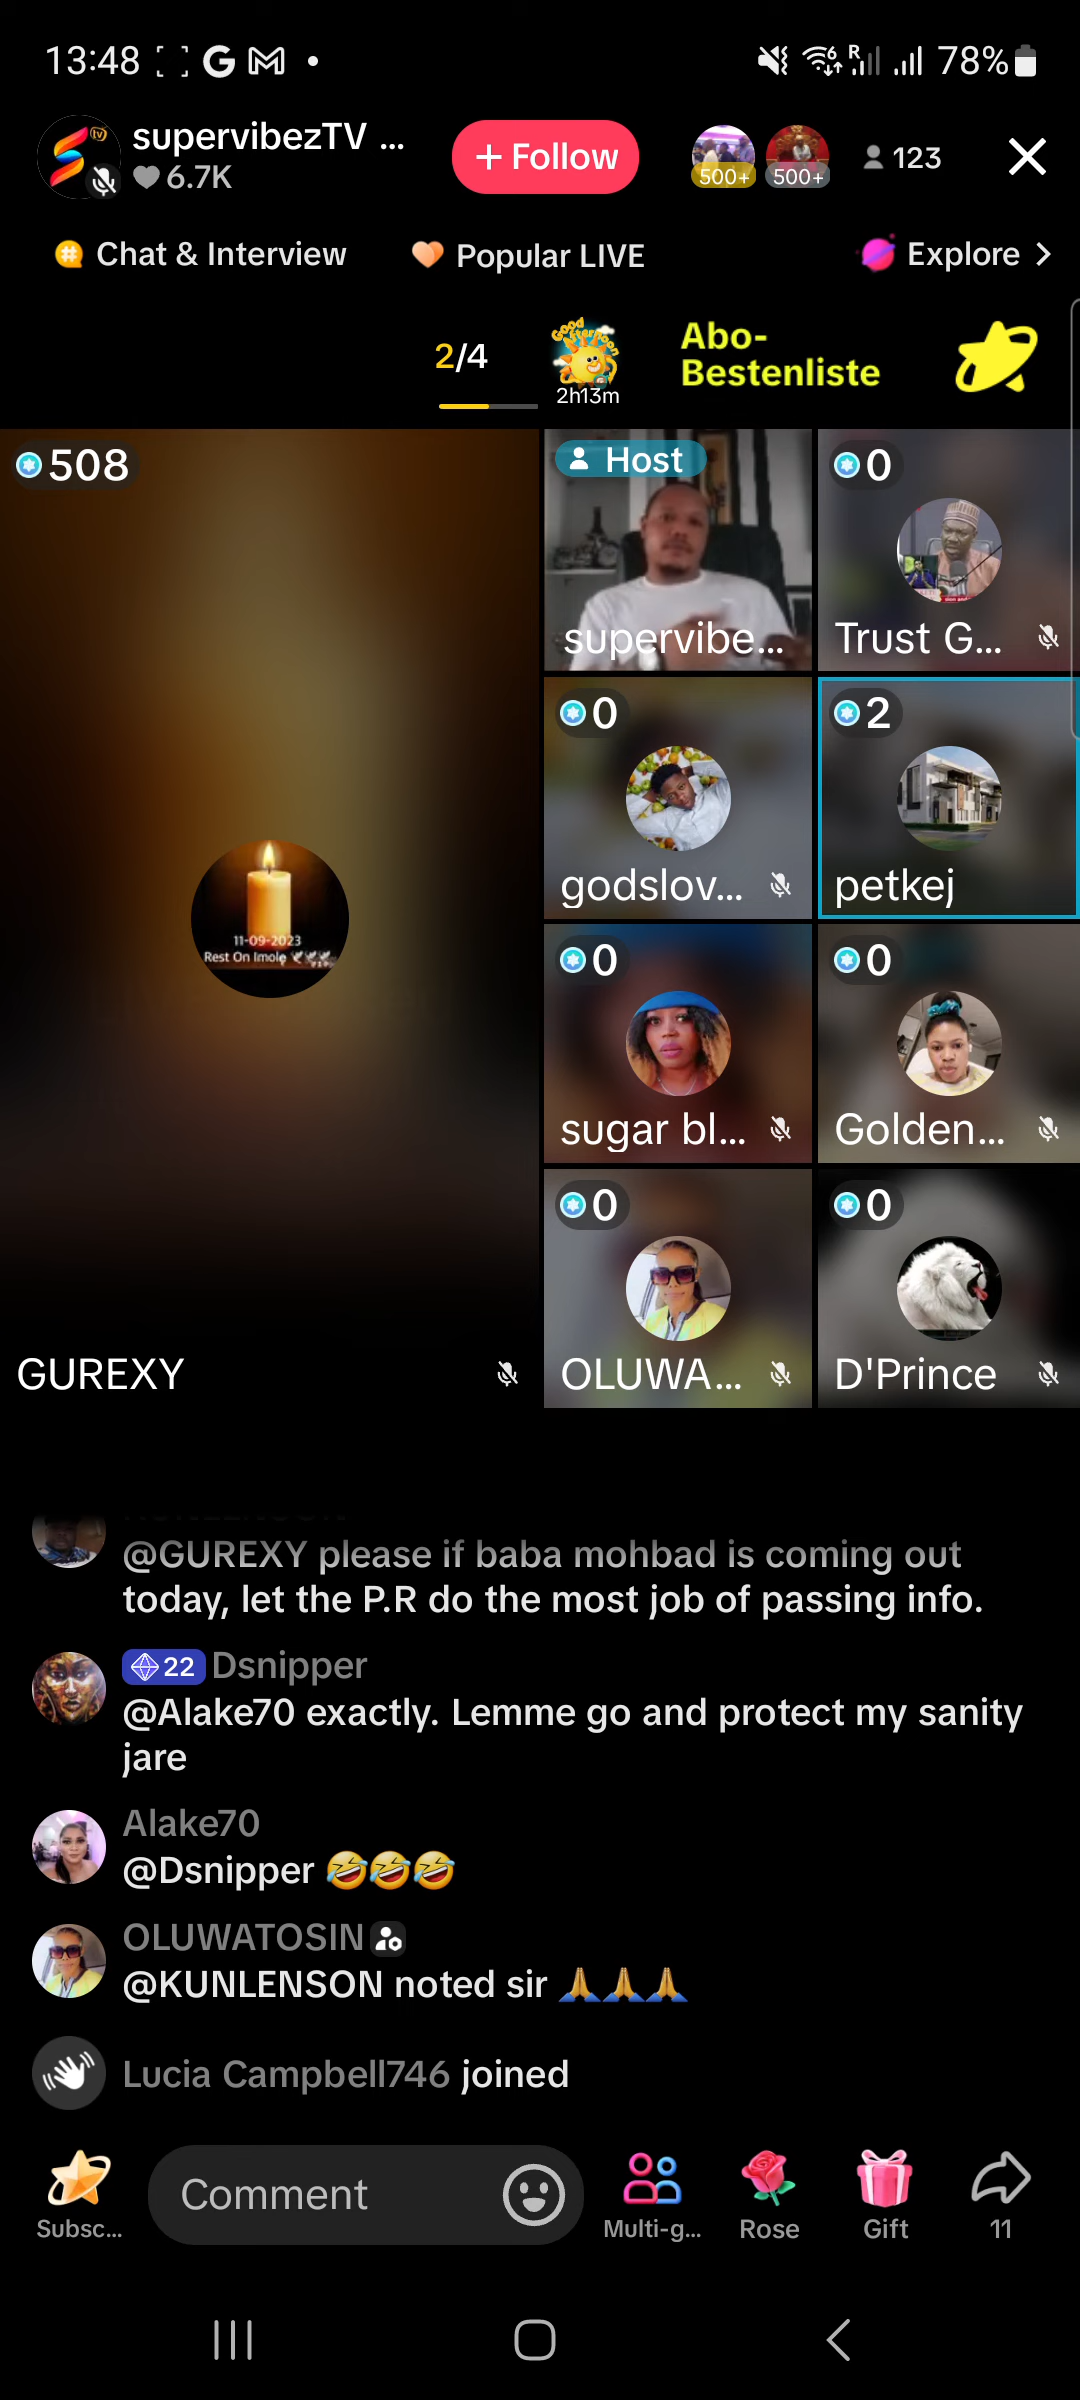 13:48 G M • R 78%
supervibezTV ...
6.7K
+ Follow
500+ 500+
123
Chat & Interview
Popular LIVE
Explore >
2/4
Good Afternoon
2h13m
Abo-
Bestenliste
508
11-09-2023
Rest On Imole
GUREXY
Host
supervibe...
0
Trust G...
0
godslov...
2
petkej
0
sugar bl...
0
Golden...
0
OLUWA...
0
D'Prince
@GUREXY please if baba mohbad is coming out
today, let the P.R do the most job of passing info.
22 Dsnipper
@Alake70 exactly. Lemme go and protect my sanity
jare
Alake70
@Dsnipper 🤣🤣🤣
OLUWATOSIN
@KUNLENSON noted sir 🙏🙏🙏
Lucia Campbell746 joined
Subsc...
Comment
Multi-g...
Rose
Gift
11